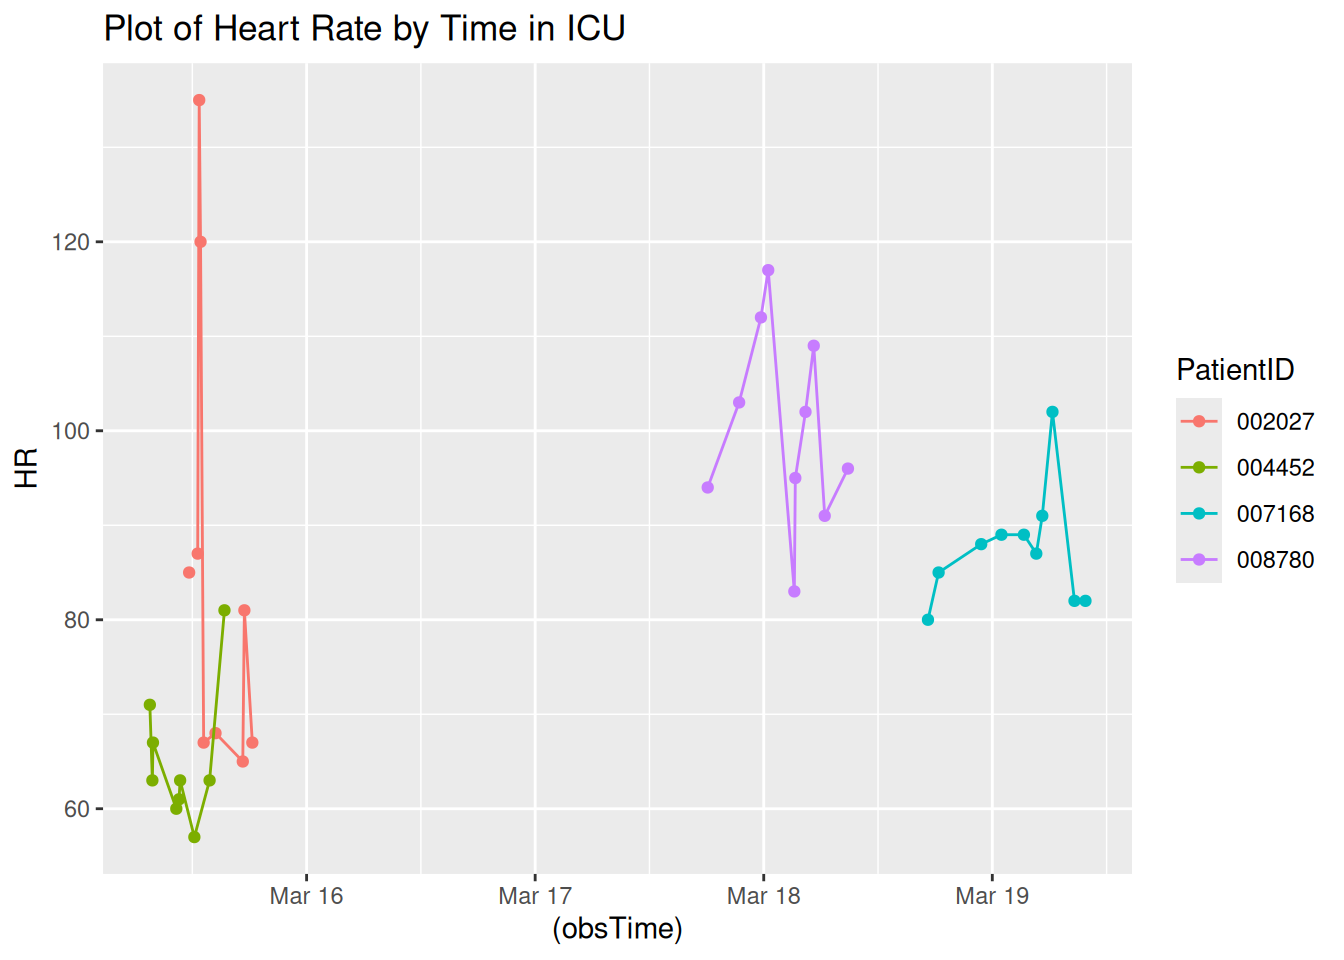 Plot of Heart Rate by Time in ICU
HR
120
100
80
60
Mar 16
Mar 17
Mar 18
Mar 19
(obsTime)
PatientID
002027
004452
007168
008780